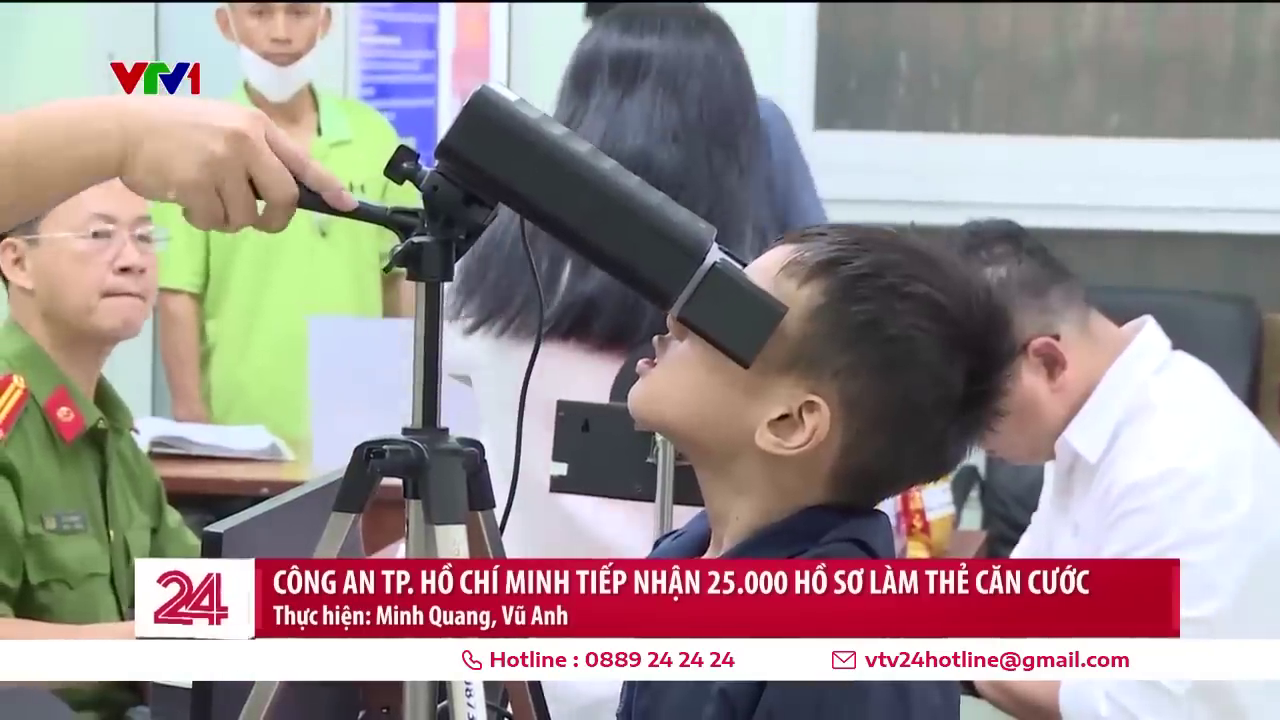 VTV1
24
CÔNG AN TP. HỒ CHÍ MINH TIẾP NHẬN 25.000 HỒ SƠ LÀM THẺ CĂN CƯỚC
Thực hiện: Minh Quang, Vũ Anh
Hotline : 0889 24 24 24
vtv24hotline@gmail.com